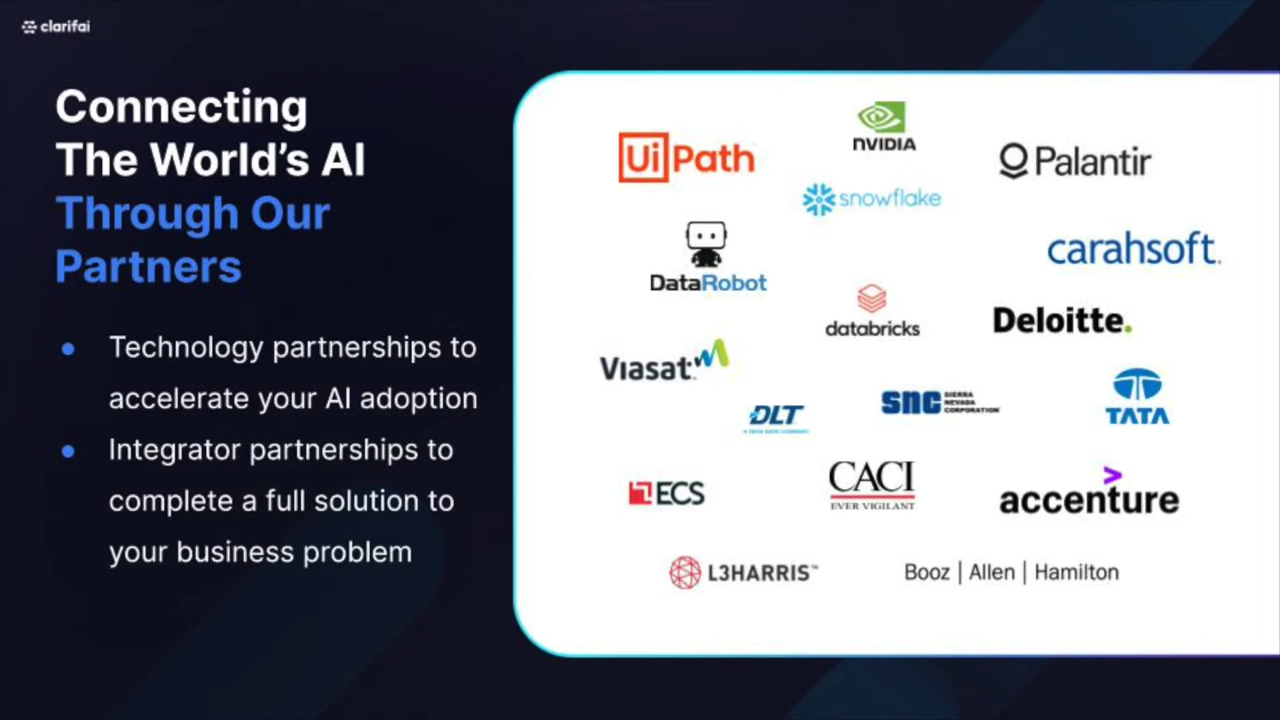 clarifai
Connecting
The World's AI
Through Our
Partners
• Technology partnerships to
accelerate your AI adoption
• Integrator partnerships to
complete a full solution to
your business problem
UiPath
nVIDIA
Palantir
snowflake
DataRobot
carahsoft.
databricks
Deloitte.
Viasat™
DLT
snc SIERRA
NEVADA
CORPORATION
TATA
ECS
CACI
EVER VIGILANT
accenture
L3HARRIS™
Booz | Allen | Hamilton